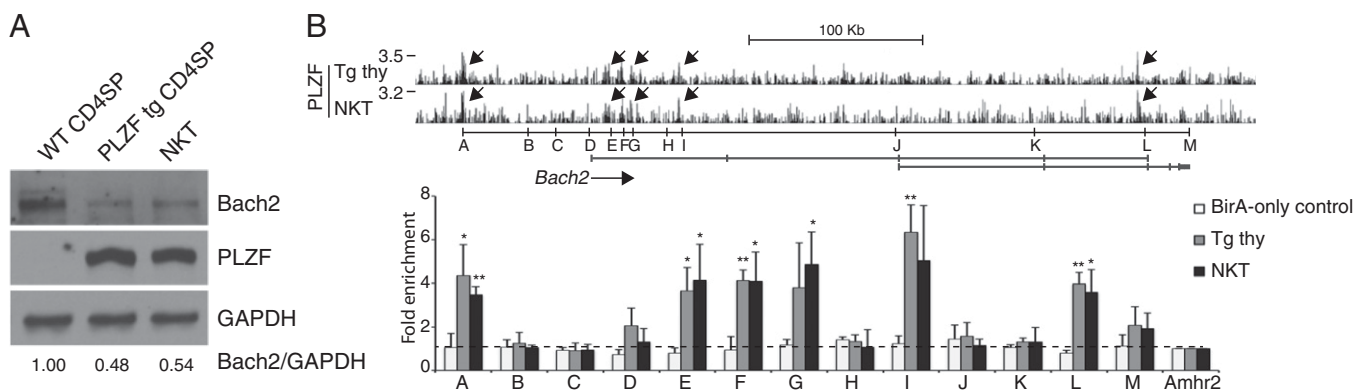 A
WT CD4SP
PLZF tg CD4SP
NKT
Bach2
PLZF
GAPDH
1.00 0.48 0.54 Bach2/GAPDH
B
100 Kb
PLZF
3.5
Tg thy
3.2
NKT
A B C D E F G H I J K L M
Bach2
8
6
4
2
0
Fold enrichment
* ** * * ** * * ** ** *
BirA-only control
Tg thy
NKT
A B C D E F G H I J K L M Amhr2